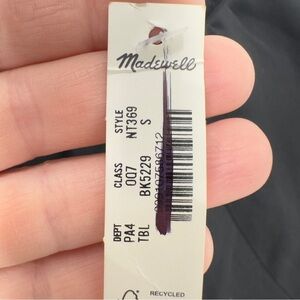 Madewell
STYLE
NT369
S
CLASS
007
BK5229
DEPT
PA4
TBL
RECYCLED